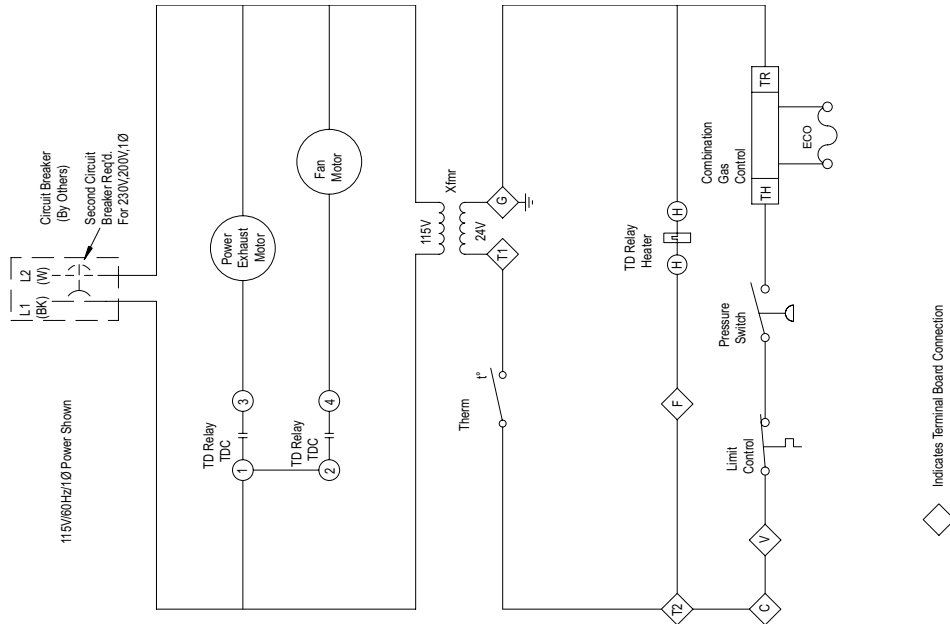 115V/60Hz/1Ø Power Shown
L1
(BK)
L2
(W)
Circuit Breaker
(By Others)
Second Circuit
Breaker Req'd.
For 230V,200V,1Ø
TD Relay
TDC
1
3
Power
Exhaust
Motor
TD Relay
TDC
2
4
Fan
Motor
115V
Xfmr
24V
T1
G
Therm
t°
T2
F
TD Relay
Heater
H
H
C
V
Limit
Control
Pressure
Switch
Combination
Gas
Control
TH
TR
ECO
Indicates Terminal Board Connection